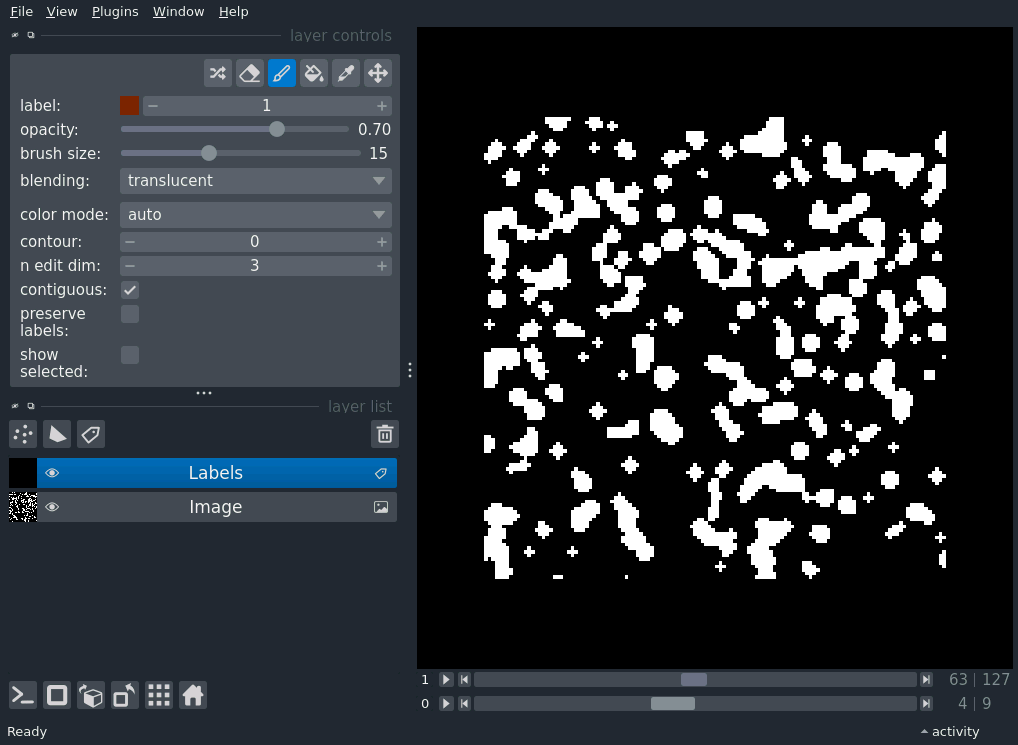 File View Plugins Window Help
layer controls
label: 1
opacity: 0.70
brush size: 15
blending: translucent
color mode: auto
contour: 0
n edit dim: 3
contiguous:
preserve
labels:
show
selected:
layer list
Labels
Image
1 63 | 127
0 4 | 9
Ready activity